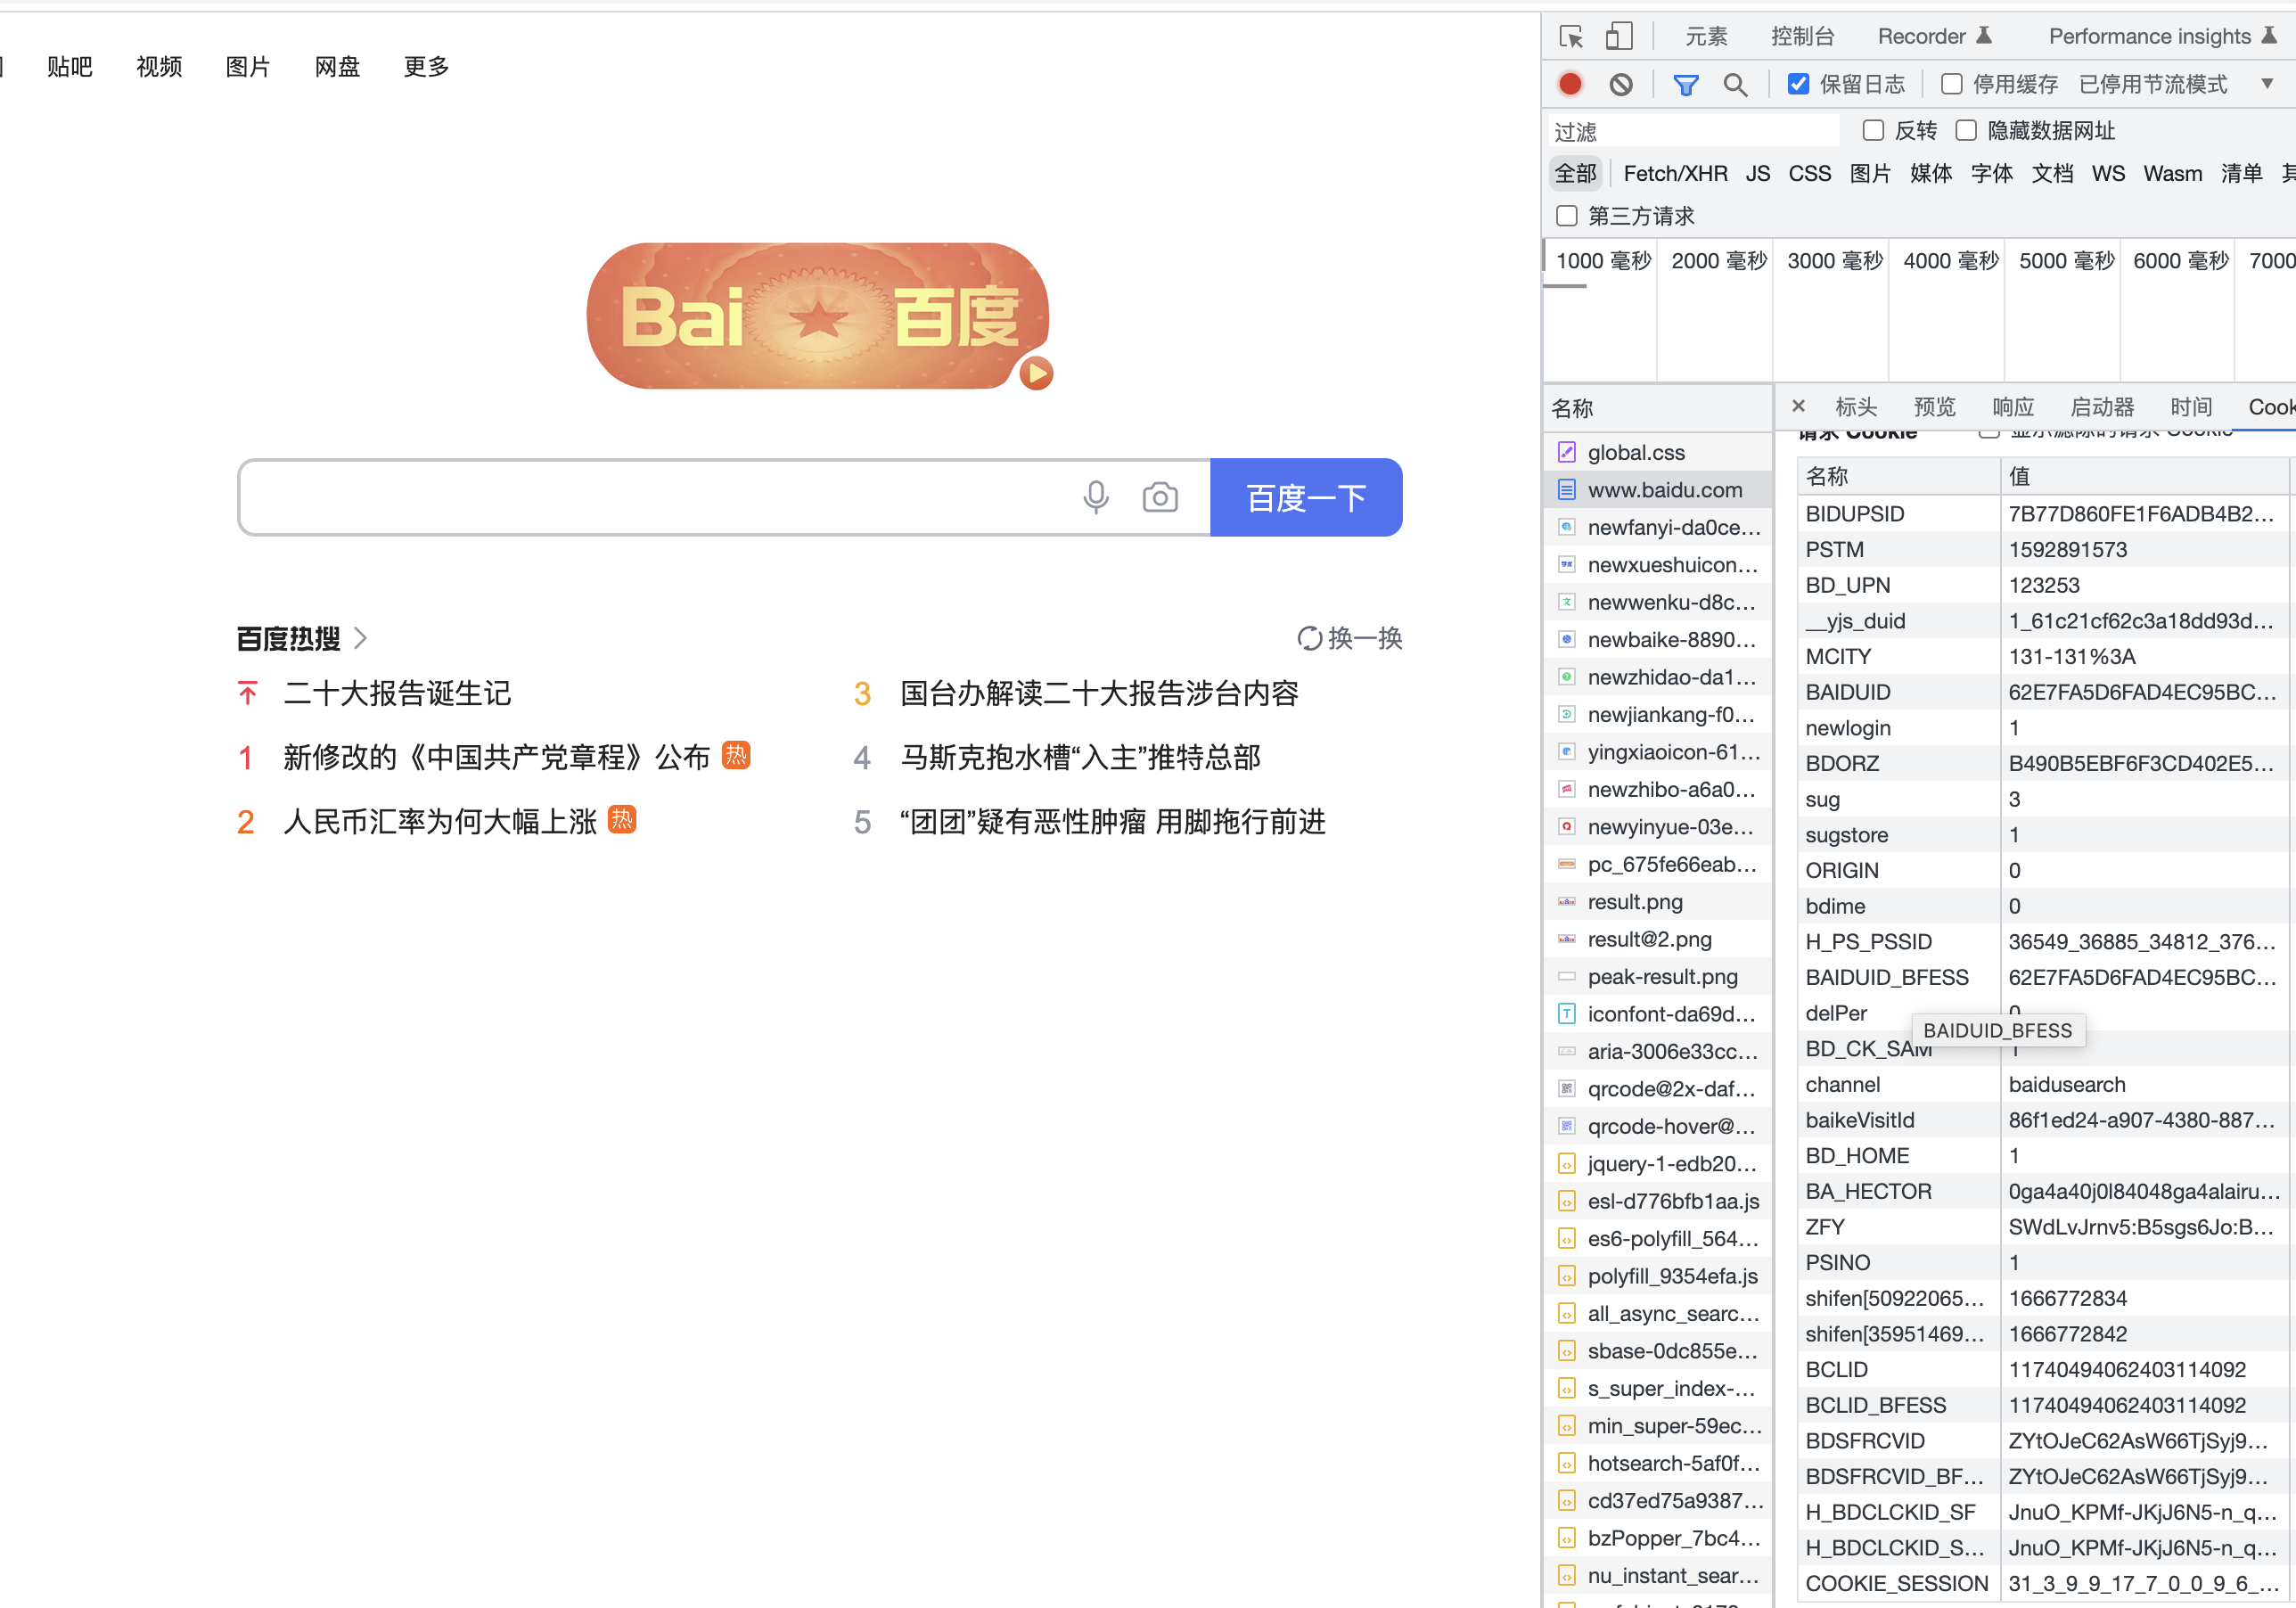 贴吧 视频 图片 网盘 更多
Bai 百度
百度一下
百度热搜
换一换
二十大报告诞生记
1 新修改的《中国共产党章程》公布 热
2 人民币汇率为何大幅上涨 热
3 国台办解读二十大报告涉台内容
4 马斯克抱水槽“入主”推特总部
5 “团团”疑有恶性肿瘤 用脚拖行前进
元素 控制台 Recorder Performance insights
保留日志 停用缓存 已停用节流模式
过滤 反转 隐藏数据网址
全部 Fetch/XHR JS CSS 图片 媒体 字体 文档 WS Wasm 清单
第三方请求
1000 毫秒 2000 毫秒 3000 毫秒 4000 毫秒 5000 毫秒 6000 毫秒 7000
名称
global.css
www.baidu.com
newfanyi-da0ce…
newxueshuicon…
newwenku-d8c…
newbaike-8890…
newzhidao-da1…
newjiankang-f0…
yingxiaoicon-61…
newzhibo-a6a0…
newyinyue-03e…
pc_675fe66eab…
result.png
result@2.png
peak-result.png
iconfont-da69d…
aria-3006e33cc…
qrcode@2x-daf…
qrcode-hover@…
jquery-1-edb20…
esl-d776bfb1aa.js
es6-polyfill_564…
polyfill_9354efa.js
all_async_searc…
sbase-0dc855e…
s_super_index-…
min_super-59ec…
hotsearch-5af0f…
cd37ed75a9387…
bzPopper_7bc4…
nu_instant_sear…
× 标头 预览 响应 启动器 时间 Cook
请求 Cookie 显示滤除的请求 Cookie
名称 值
BIDUPSID 7B77D860FE1F6ADB4B2…
PSTM 1592891573
BD_UPN 123253
__yjs_duid 1_61c21cf62c3a18dd93d…
MCITY 131-131%3A
BAIDUID 62E7FA5D6FAD4EC95BC…
newlogin 1
BDORZ B490B5EBF6F3CD402E5…
sug 3
sugstore 1
ORIGIN 0
bdime 0
H_PS_PSSID 36549_36885_34812_376…
BAIDUID_BFESS 62E7FA5D6FAD4EC95BC…
delPer 0
BAIDUID_BFESS
BD_CK_SAM 1
channel baidusearch
baikeVisitId 86f1ed24-a907-4380-887…
BD_HOME 1
BA_HECTOR 0ga4a40j0l84048ga4alairu…
ZFY SWdLvJrnv5:B5sgs6Jo:B…
PSINO 1
shifen[50922065… 1666772834
shifen[35951469… 1666772842
BCLID 11740494062403114092
BCLID_BFESS 11740494062403114092
BDSFRCVID ZYtOJeC62AsW66TjSyj9…
BDSFRCVID_BF… ZYtOJeC62AsW66TjSyj9…
H_BDCLCKID_SF JnuO_KPMf-JKjJ6N5-n_q…
H_BDCLCKID_S… JnuO_KPMf-JKjJ6N5-n_q…
COOKIE_SESSION 31_3_9_9_17_7_0_0_9_6_…